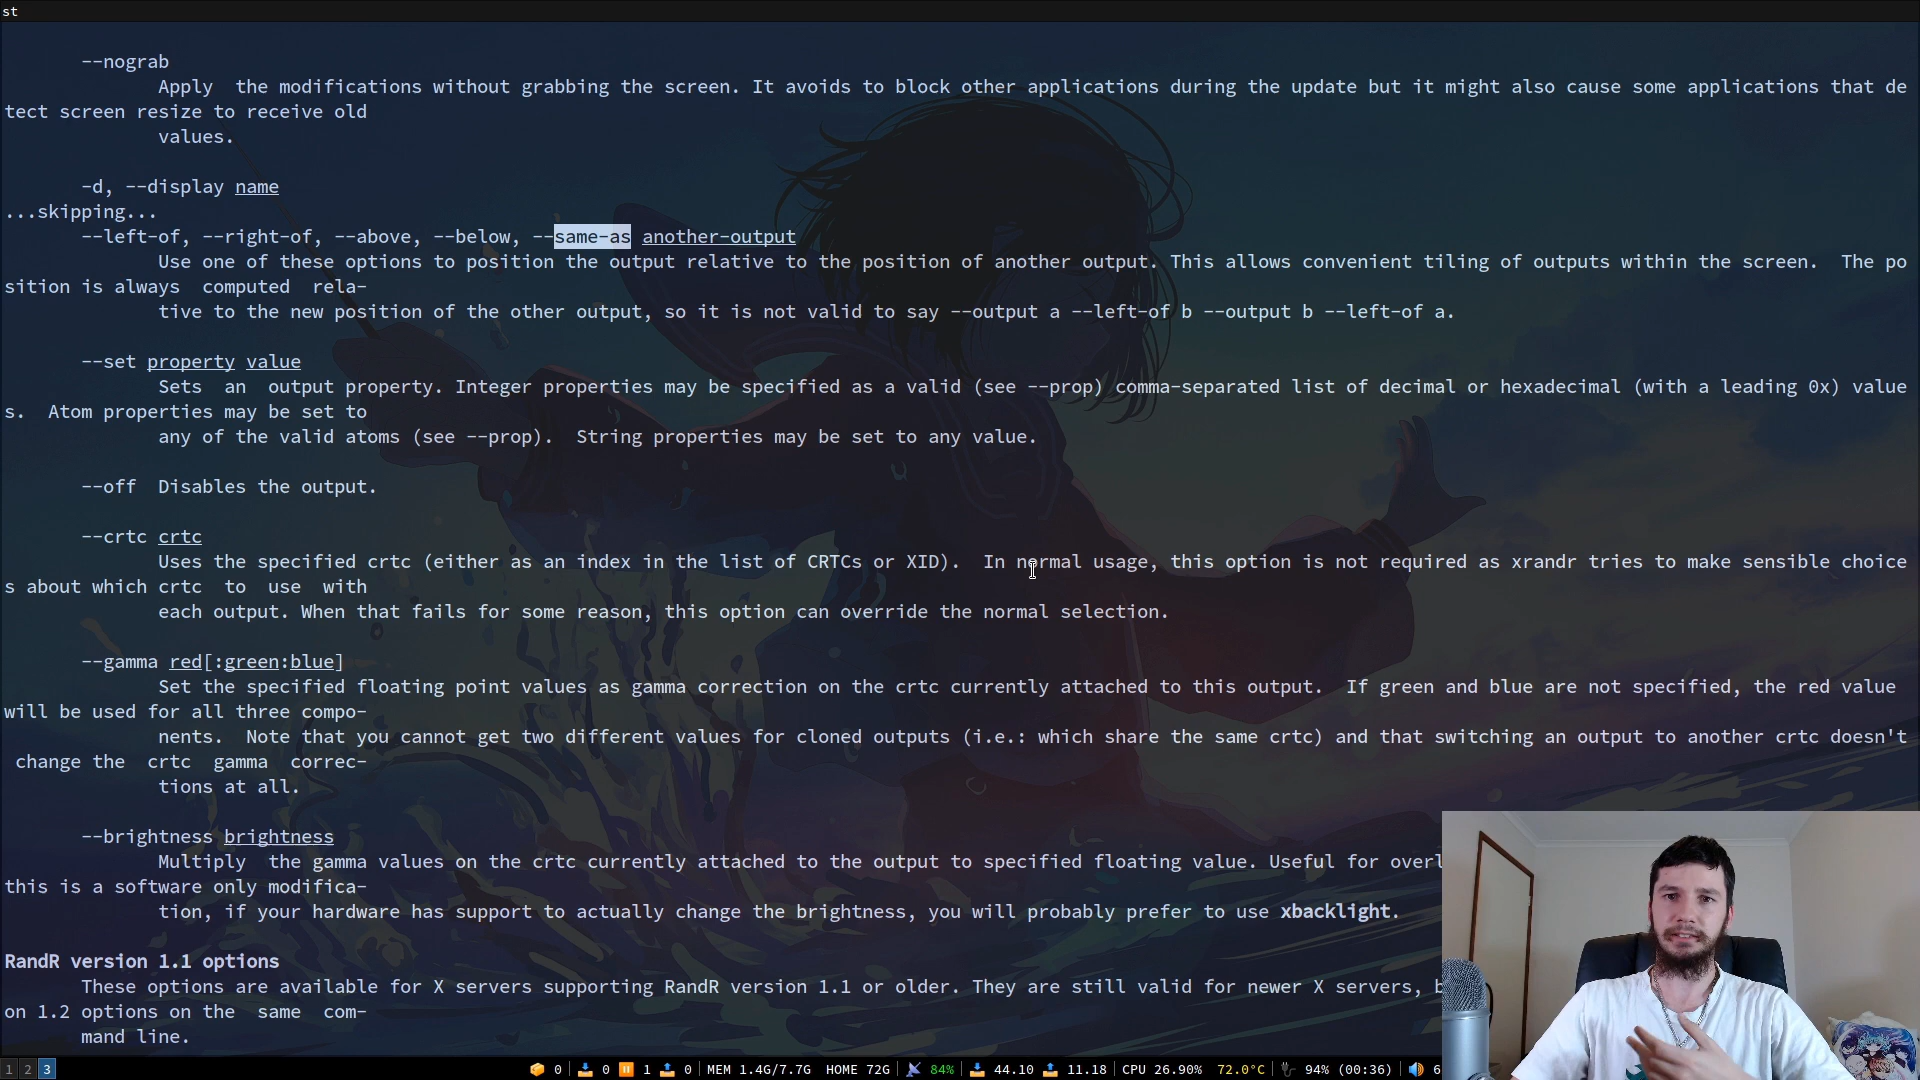 st
--nograb
Apply  the modifications without grabbing the screen. It avoids to block other applications during the update but it might also cause some applications that de
tect screen resize to receive old
values.
-d, --display name
...skipping...
--left-of, --right-of, --above, --below, --same-as another-output
Use one of these options to position the output relative to the position of another output. This allows convenient tiling of outputs within the screen.  The po
sition is always  computed  rela-
tive to the new position of the other output, so it is not valid to say --output a --left-of b --output b --left-of a.
--set property value
Sets  an  output property. Integer properties may be specified as a valid (see --prop) comma-separated list of decimal or hexadecimal (with a leading 0x) value
s.  Atom properties may be set to
any of the valid atoms (see --prop).  String properties may be set to any value.
--off  Disables the output.
--crtc crtc
Uses the specified crtc (either as an index in the list of CRTCs or XID).  In normal usage, this option is not required as xrandr tries to make sensible choice
s about which crtc  to  use  with
each output. When that fails for some reason, this option can override the normal selection.
--gamma red[:green:blue]
Set the specified floating point values as gamma correction on the crtc currently attached to this output.  If green and blue are not specified, the red value
will be used for all three compo-
nents.  Note that you cannot get two different values for cloned outputs (i.e.: which share the same crtc) and that switching an output to another crtc doesn't
change the  crtc  gamma  correc-
tions at all.
--brightness brightness
Multiply  the gamma values on the crtc currently attached to the output to specified floating value. Useful for overl
this is a software only modifica-
tion, if your hardware has support to actually change the brightness, you will probably prefer to use xbacklight.
RandR version 1.1 options
These options are available for X servers supporting RandR version 1.1 or older. They are still valid for newer X servers, b
on 1.2 options on the  same  com-
mand line.
1 2 3 0 0 1 0 MEM 1.4G/7.7G HOME 72G 84% 44.10 11.18 CPU 26.90% 72.0°C 94% (00:36) 6